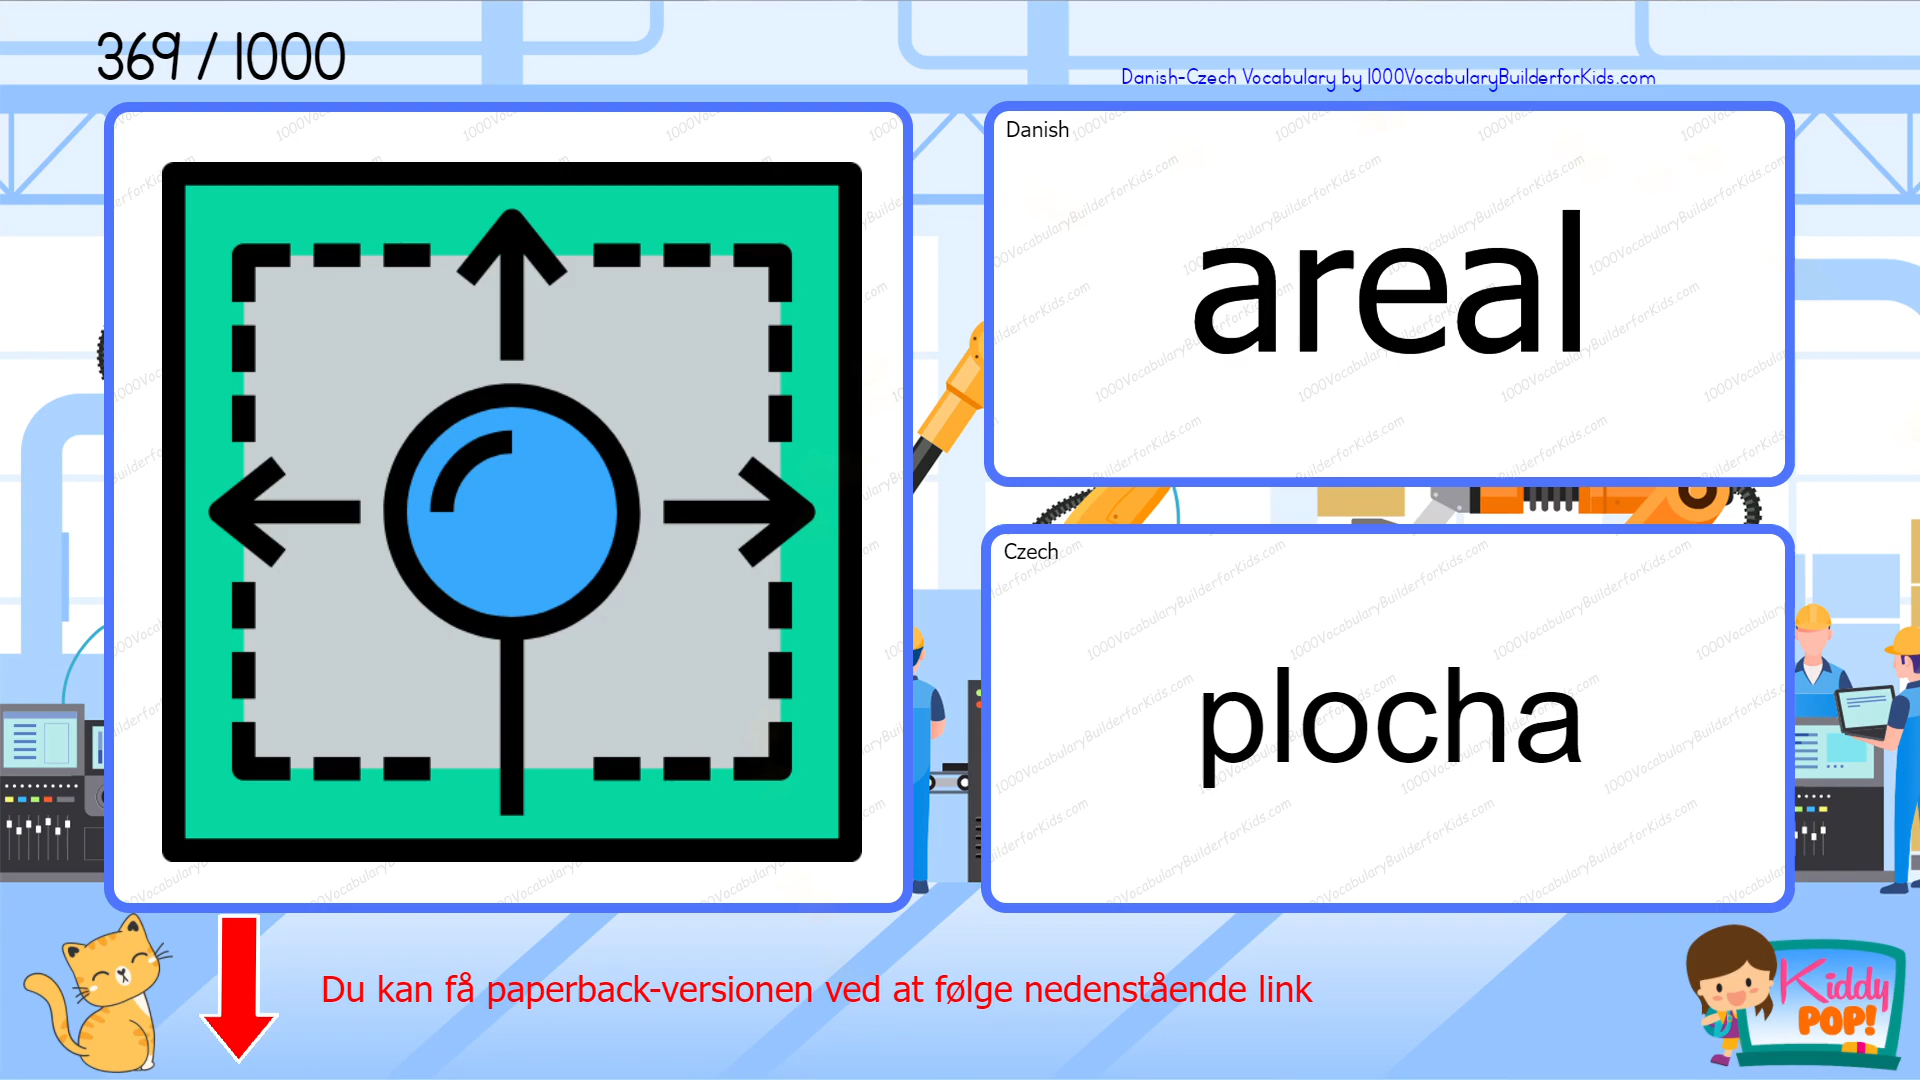 369 / 1000
Danish-Czech Vocabulary by 1000VocabularyBuilderforKids.com
Danish
areal
Czech
plocha
Du kan få paperback-versionen ved at følge nedenstående link
Kiddy
POP!